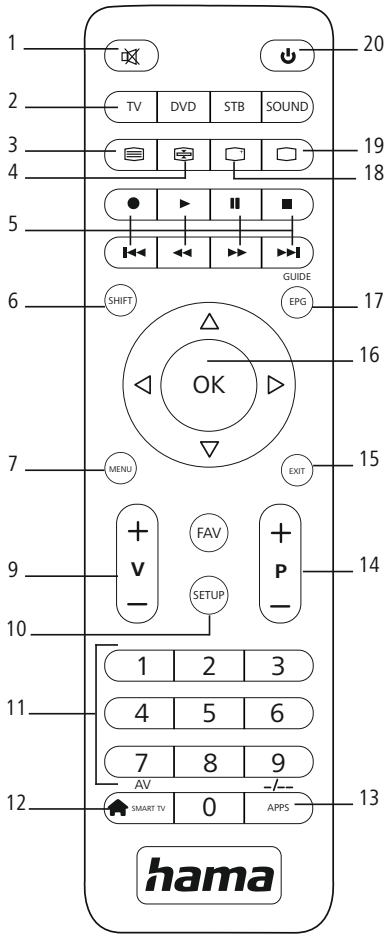 1
20
2
TV DVD STB SOUND
3
19
4
18
5
GUIDE
6
SHIFT
EPG
17
16
OK
7
MENU
EXIT
15
+
FAV
+
V
P
14
9
−
SETUP
−
10
1 2 3
11
4 5 6
7 8 9
AV
-/--
12
SMART TV
0
APPS
13
hama